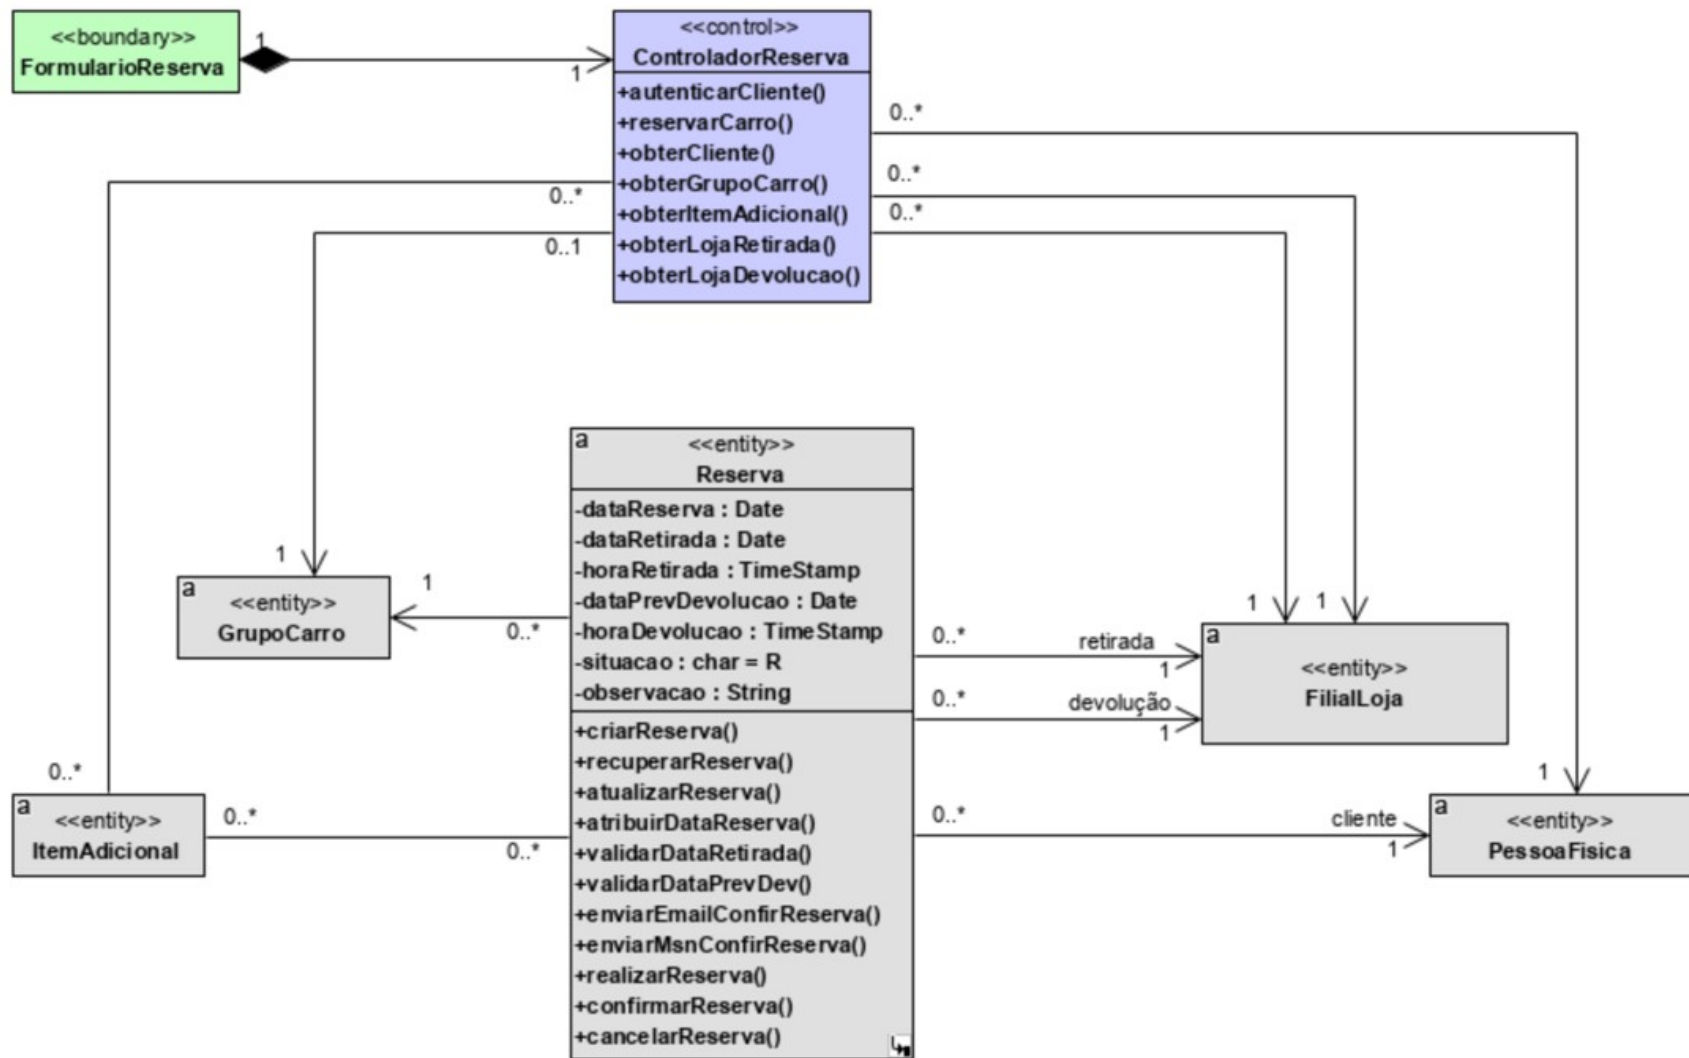 <<boundary>>
FormularioReserva
1
1
<<control>>
ControladorReserva
+autenticarCliente()
+reservarCarro()
+obterCliente()
+obterGrupoCarro()
+obterItemAdicional()
+obterLojaRetirada()
+obterLojaDevolucao()
0..*
0..*
0..*
0..*
0..1
a
<<entity>>
Reserva
-dataReserva : Date
-dataRetirada : Date
-horaRetirada : TimeStamp
-dataPrevDevolucao : Date
-horaDevolucao : TimeStamp
-situacao : char = R
-observacao : String
+criarReserva()
+recuperarReserva()
+atualizarReserva()
+atribuirDataReserva()
+validarDataRetirada()
+validarDataPrevDev()
+enviarEmailConfirReserva()
+enviarMsnConfirReserva()
+realizarReserva()
+confirmarReserva()
+cancelarReserva()
1
a
<<entity>>
GrupoCarro
1
0..*
1
1
a
<<entity>>
FilialLoja
0..*
retirada
1
0..*
devolução
1
0..*
a
<<entity>>
ItemAdicional
0..*
0..*
0..*
cliente
1
1
a
<<entity>>
PessoaFisica